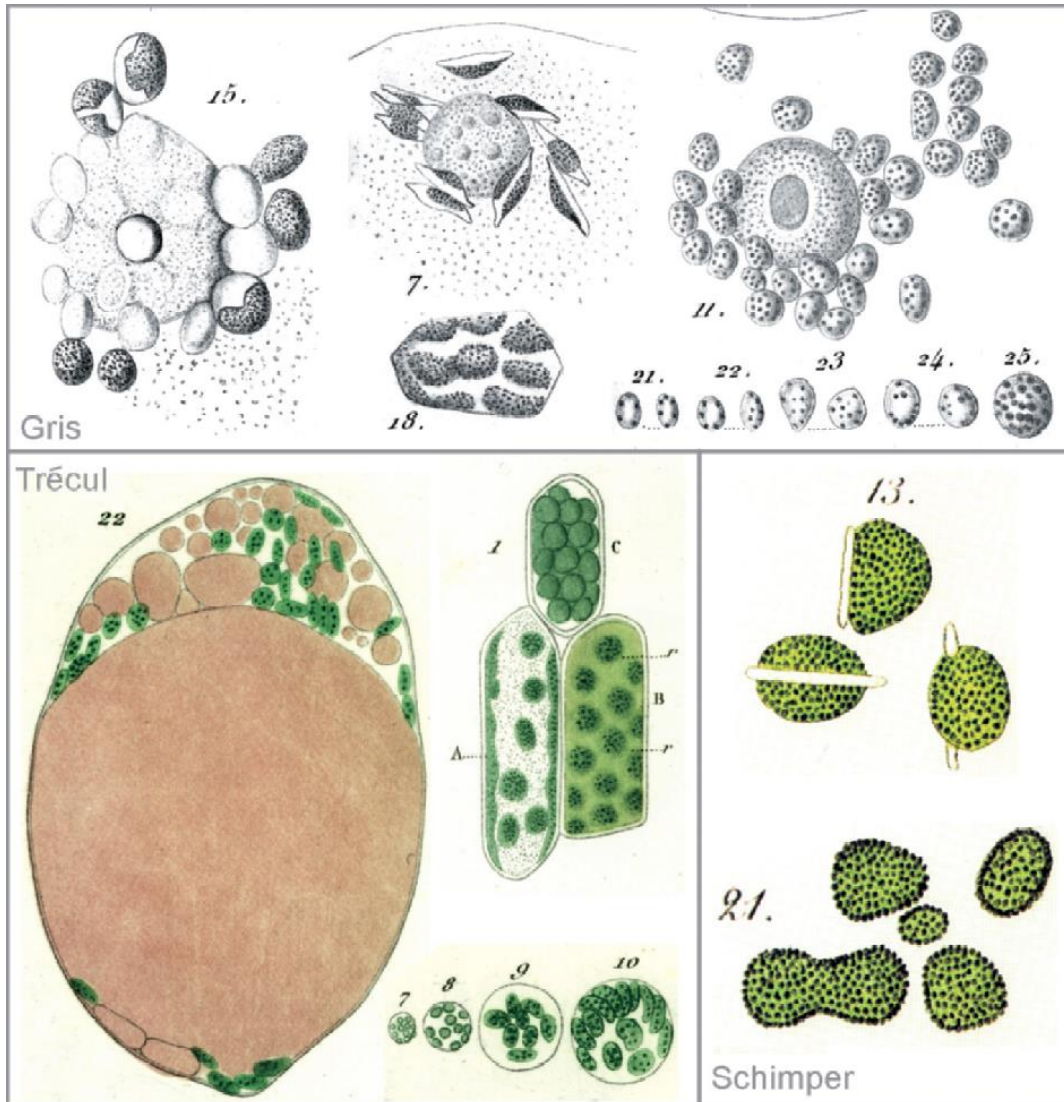 15.
7.
18.
11.
21. 22. 23 24. 25.
Gris
Trécul
22
1
C
r
B
A
r
7 8 9 10
13.
21.
Schimper